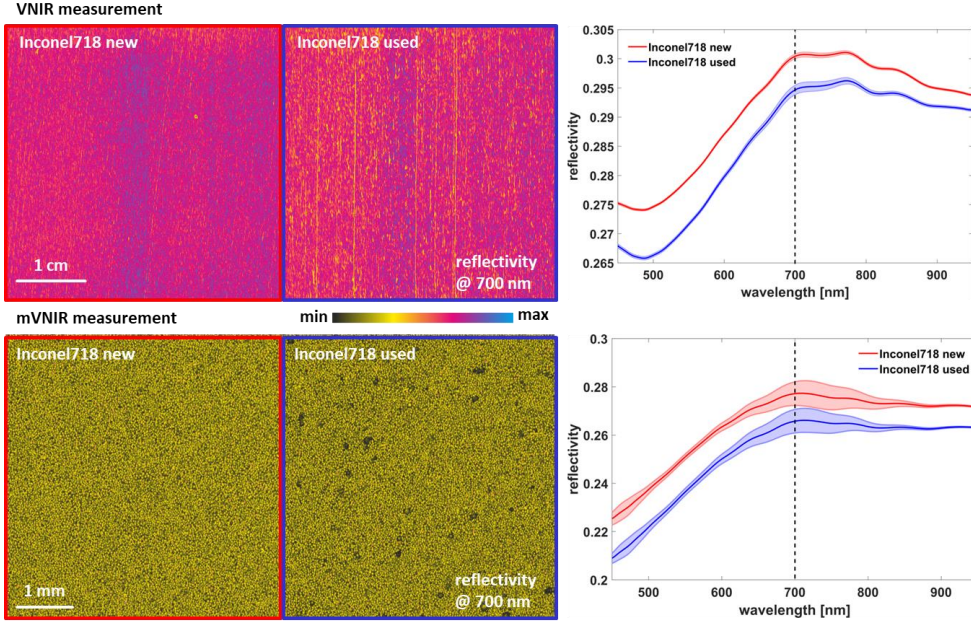 VNIR measurement
Inconel718 new
Inconel718 used
1 cm
reflectivity
@ 700 nm
0.305
0.3
0.295
0.29
0.285
0.28
0.275
0.27
0.265
reflectivity
Inconel718 new
Inconel718 used
500
600
700
800
900
wavelength [nm]
mVNIR measurement
min
max
Inconel718 new
Inconel718 used
1 mm
reflectivity
@ 700 nm
0.3
0.28
0.26
0.24
0.22
0.2
reflectivity
Inconel718 new
Inconel718 used
500
600
700
800
900
wavelength [nm]